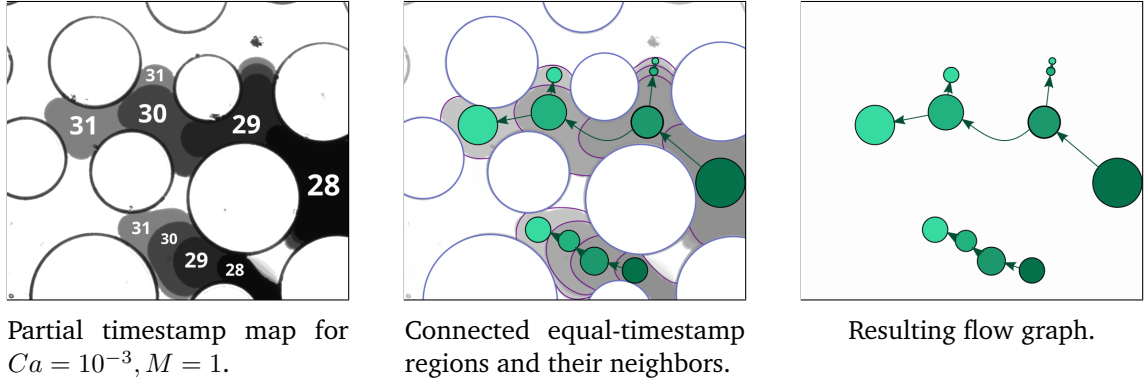 31
30
31
29
28
31
30
29
28
Partial timestamp map for
Ca = 10⁻³, M = 1.
Connected equal-timestamp
regions and their neighbors.
Resulting flow graph.